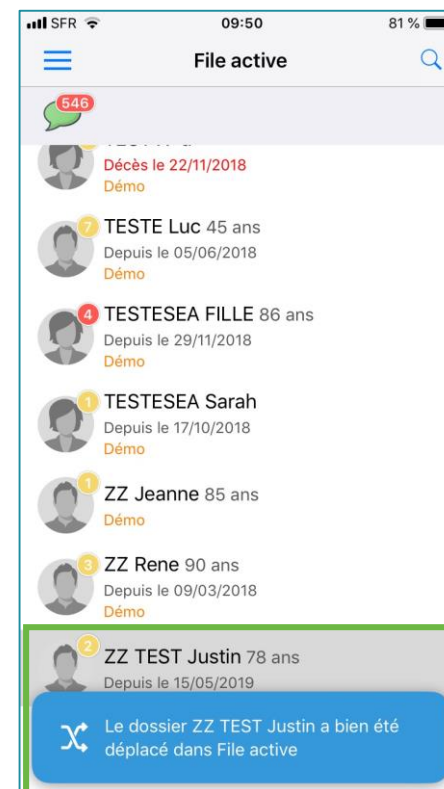 SFR 09:50 81 %
File active
546
Décès le 22/11/2018
Démo
7
TESTE Luc 45 ans
Depuis le 05/06/2018
Démo
4
TESTESEA FILLE 86 ans
Depuis le 29/11/2018
Démo
1
TESTESEA Sarah
Depuis le 17/10/2018
Démo
1
ZZ Jeanne 85 ans
Démo
3
ZZ Rene 90 ans
Depuis le 09/03/2018
Démo
2
ZZ TEST Justin 78 ans
Depuis le 15/05/2019
Le dossier ZZ TEST Justin a bien été
déplacé dans File active